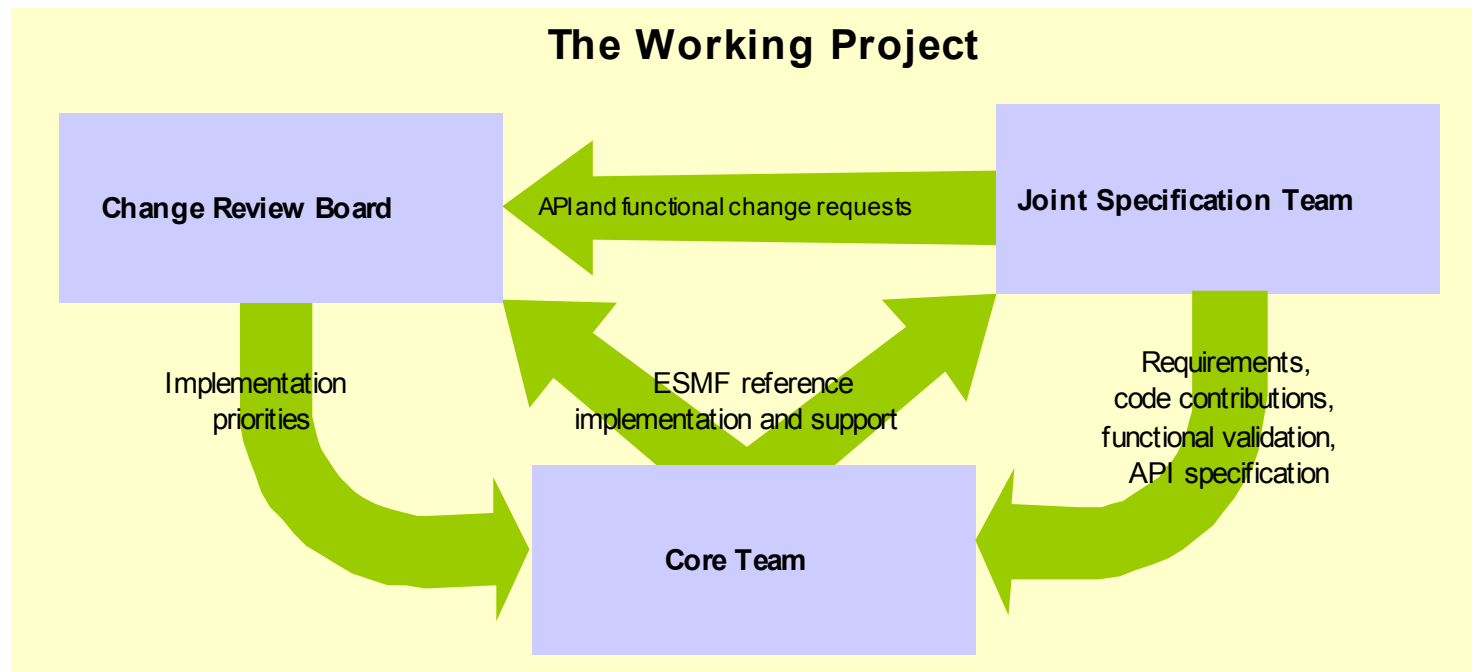 The Working Project
Change Review Board
API and functional change requests
Joint Specification Team
Implementation
priorities
ESMF reference
implementation and support
Requirements,
code contributions,
functional validation,
API specification
Core Team